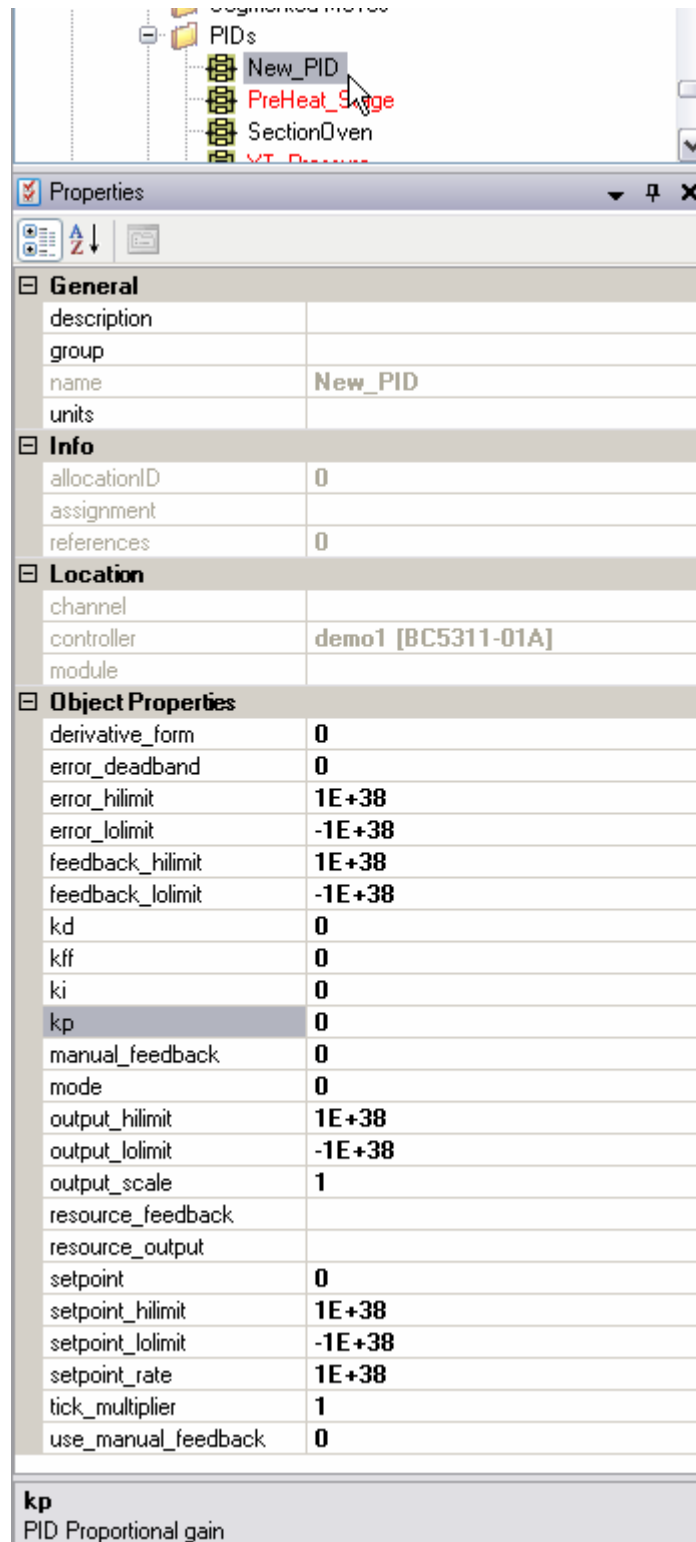 PIDs
New_PID
SectionOven
Properties
General
description
group
name New_PID
units
Info
allocationID 0
assignment
references 0
Location
channel
controller demo1 [BC5311-01A]
module
Object Properties
derivative_form 0
error_deadband 0
error_hilimit 1E+38
error_lolimit -1E+38
feedback_hilimit 1E+38
feedback_lolimit -1E+38
kd 0
kff 0
ki 0
kp 0
manual_feedback 0
mode 0
output_hilimit 1E+38
output_lolimit -1E+38
output_scale 1
resource_feedback
resource_output
setpoint 0
setpoint_hilimit 1E+38
setpoint_lolimit -1E+38
setpoint_rate 1E+38
tick_multiplier 1
use_manual_feedback 0
kp
PID Proportional gain